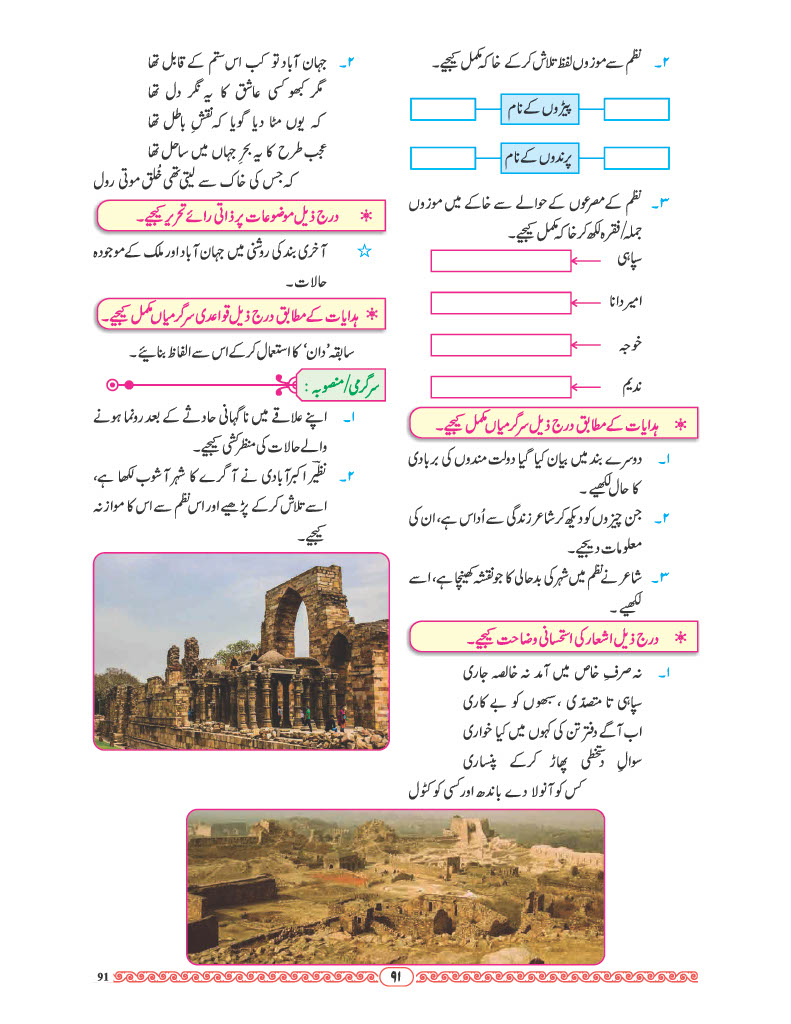 ۲۔ نظم سے موزوں لفظ تلاش کر کے خاکہ مکمل کیجیے۔
پیڑوں کے نام
پرندوں کے نام
۳۔ نظم کے مصرعوں کے حوالے سے خاکے میں موزوں
جملہ/فقرہ لکھ کر خاکہ مکمل کیجیے۔
سپاہی
امیر دانا
خوجہ
ندیم
* ہدایات کے مطابق درج ذیل سرگرمیاں مکمل کیجیے۔
۱۔ دوسرے بند میں بیان کیا گیا دولت مندوں کی بربادی
کا حال لکھیے۔
۲۔ جن چیزوں کو دیکھ کر شاعر زندگی سے اُداس ہے، ان کی
معلومات دیجیے۔
۳۔ شاعر نے نظم میں شہر کی بدحالی کا جو نقشہ کھینچا ہے، اسے
لکھیے۔
* درج ذیل اشعار کی استحسانی وضاحت کیجیے۔
۱۔ نہ صرفِ خاص میں آمد نہ خالصہ جاری
سپاہی تا متصدّی ، سبھوں کو بے کاری
اب آگے دفترِ تن کی کہوں میں کیا خواری
سوالِ دستخطی پھاڑ کرکے پنساری
کس کو آنولا دے باندھ اور کسی کو کٹول
۲۔ جہان آباد تو کب اس ستم کے قابل تھا
مگر کبھو کسی عاشق کا یہ نگر دل تھا
کہ یوں مٹا دیا گویا کہ نقشِ باطل تھا
عجب طرح کا یہ بحرِ جہاں میں ساحل تھا
کہ جس کی خاک سے لیتی تھی خَلق موتی رول
* درج ذیل موضوعات پر ذاتی رائے تحریر کیجیے۔
☆ آخری بند کی روشنی میں جہان آباد اور ملک کے موجودہ
حالات۔
* ہدایات کے مطابق درج ذیل قواعدی سرگرمیاں مکمل کیجیے۔
سابقہ 'دان' کا استعمال کرکے اس سے الفاظ بنائیے۔
سرگرمی/منصوبہ :
۱۔ اپنے علاقے میں ناگہانی حادثے کے بعد رونما ہونے
والے حالات کی منظر کشی کیجیے۔
۲۔ نظیرؔ اکبر آبادی نے آگرے کا شہر آشوب لکھا ہے،
اسے تلاش کرکے پڑھیے اور اس نظم سے اس کا موازنہ
کیجیے۔
91
۹۱